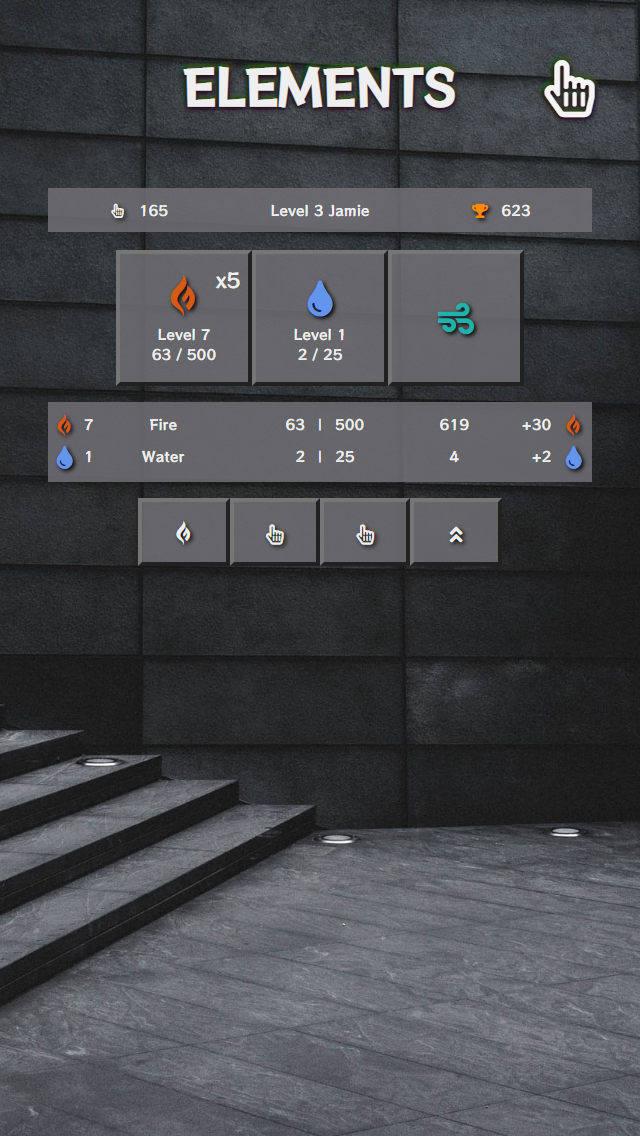 ELEMENTS
165 Level 3 Jamie 623
x5
Level 7 Level 1
63 / 500 2 / 25
7 Fire 63 | 500 619 +30
1 Water 2 | 25 4 +2